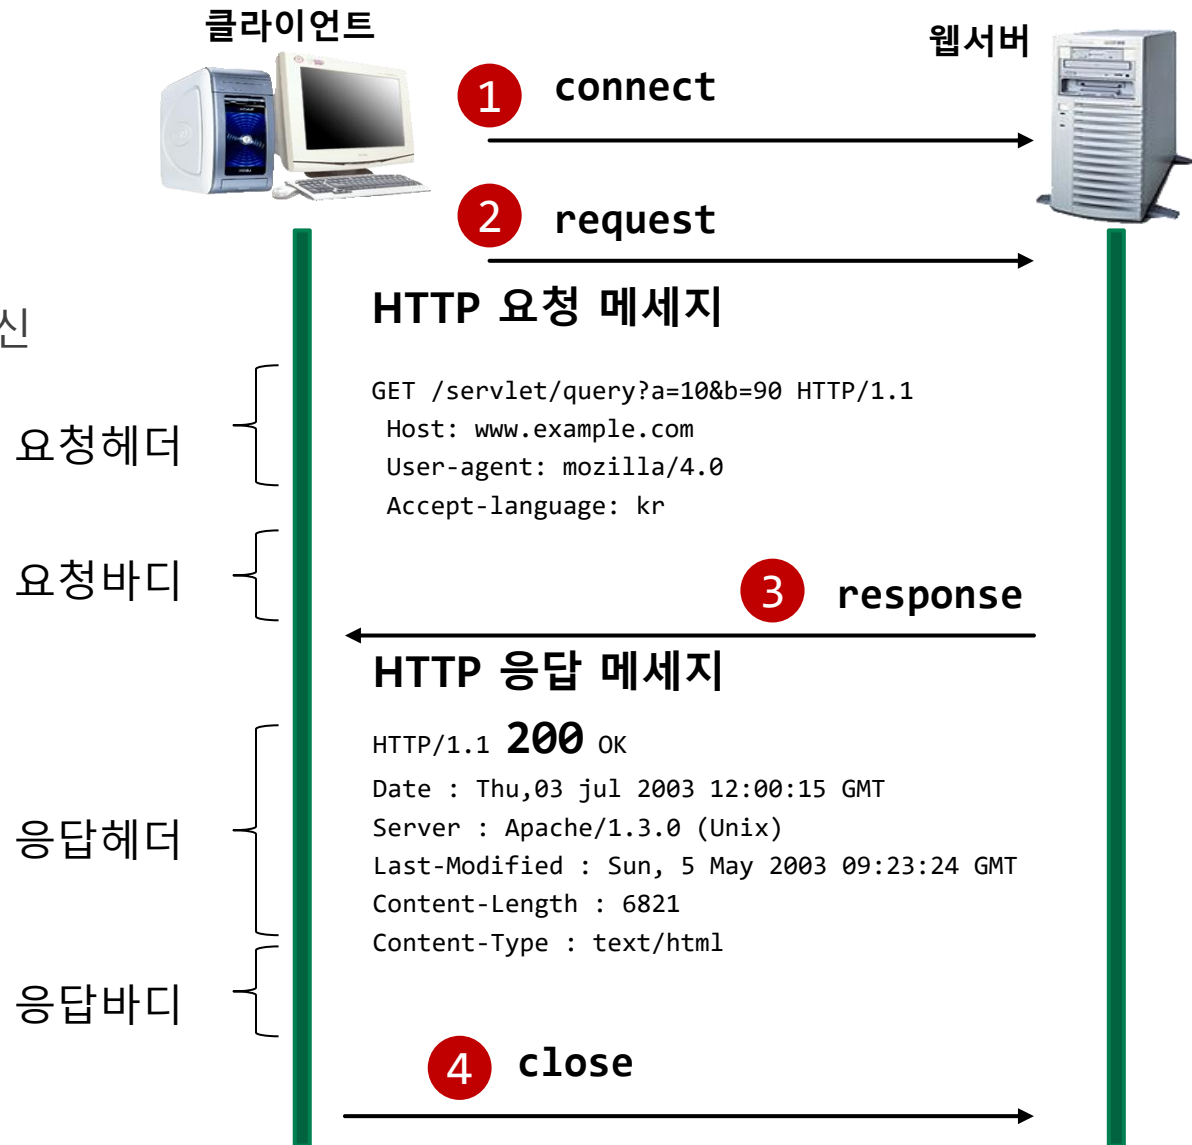 클라이언트
웹서버
1 connect
2 request
HTTP 요청 메세지
신
GET /servlet/query?a=10&b=90 HTTP/1.1
Host: www.example.com
User-agent: mozilla/4.0
Accept-language: kr
요청헤더
요청바디
3 response
HTTP 응답 메세지
HTTP/1.1 200 OK
Date : Thu,03 jul 2003 12:00:15 GMT
Server : Apache/1.3.0 (Unix)
Last-Modified : Sun, 5 May 2003 09:23:24 GMT
Content-Length : 6821
Content-Type : text/html
응답헤더
응답바디
4 close